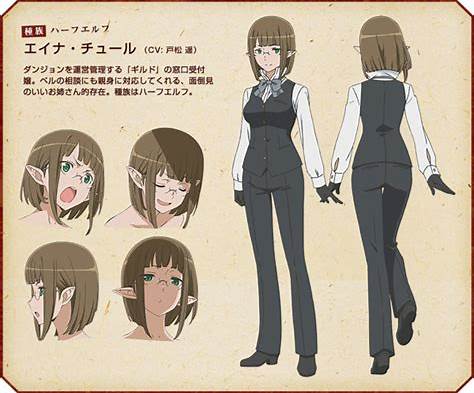 種族 ハーフエルフ
エイナ・チュール （CV: 戸松 遥）
ダンジョンを運営管理する「ギルド」の窓口受付
嬢。ベルの相談にも親身に対応してくれる、面倒見
のいいお姉さん的存在。種族はハーフエルフ。